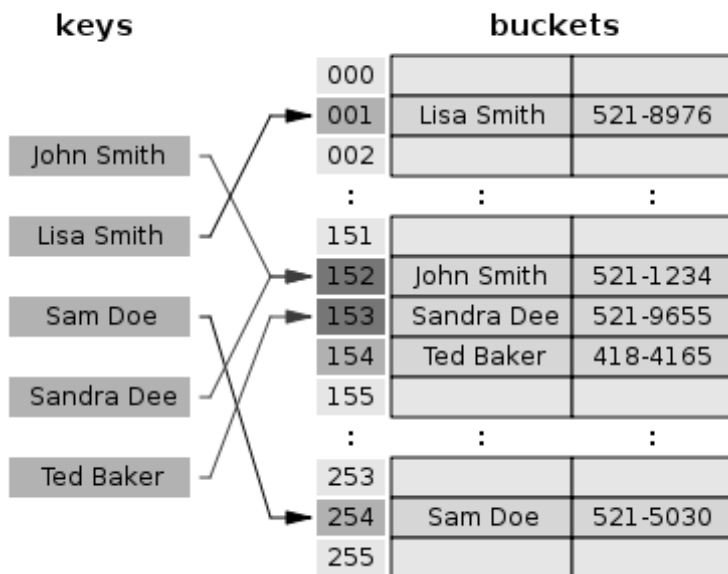 keys
buckets
000
001 Lisa Smith 521-8976
002
: : :
151
152 John Smith 521-1234
153 Sandra Dee 521-9655
154 Ted Baker 418-4165
155
: : :
253
254 Sam Doe 521-5030
255
John Smith
Lisa Smith
Sam Doe
Sandra Dee
Ted Baker